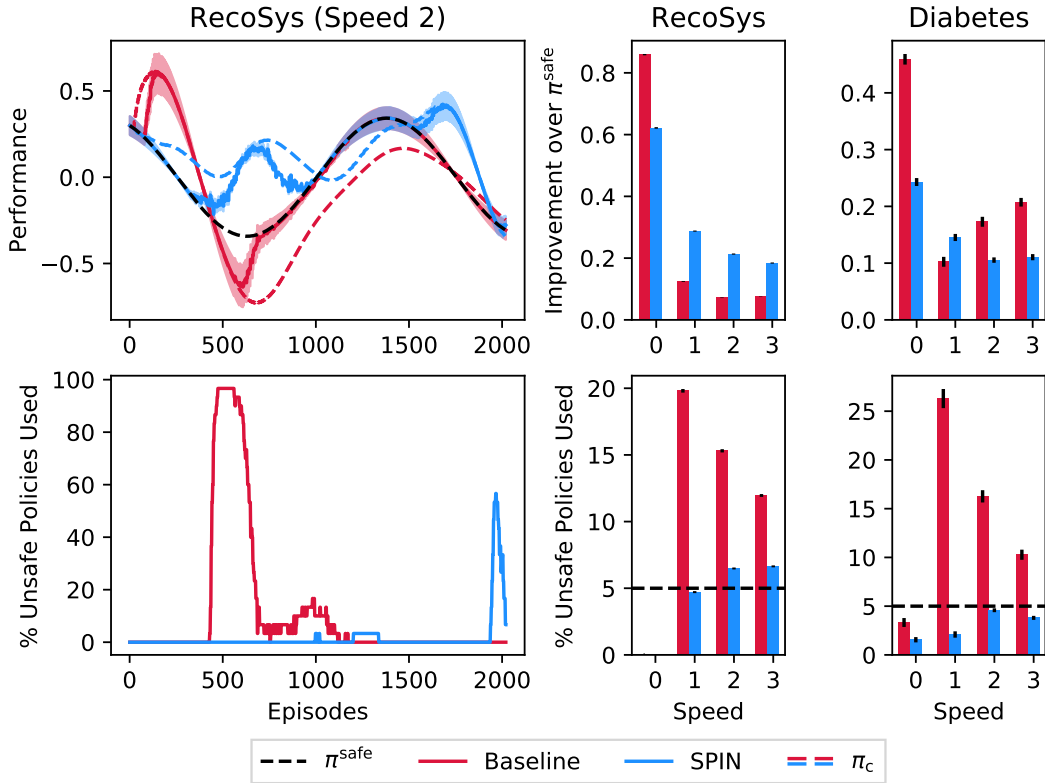 RecoSys (Speed 2)
RecoSys
Diabetes
Performance
0.5
0.0
−0.5
0 500 1000 1500 2000
Improvement over π^safe
0.8
0.6
0.4
0.2
0.0
0 1 2 3
0.4
0.3
0.2
0.1
0.0
0 1 2 3
% Unsafe Policies Used
100
80
60
40
20
0
0 500 1000 1500 2000
Episodes
% Unsafe Policies Used
20
15
10
5
0
0 1 2 3
Speed
25
20
15
10
5
0
0 1 2 3
Speed
π^safe Baseline SPIN π_c